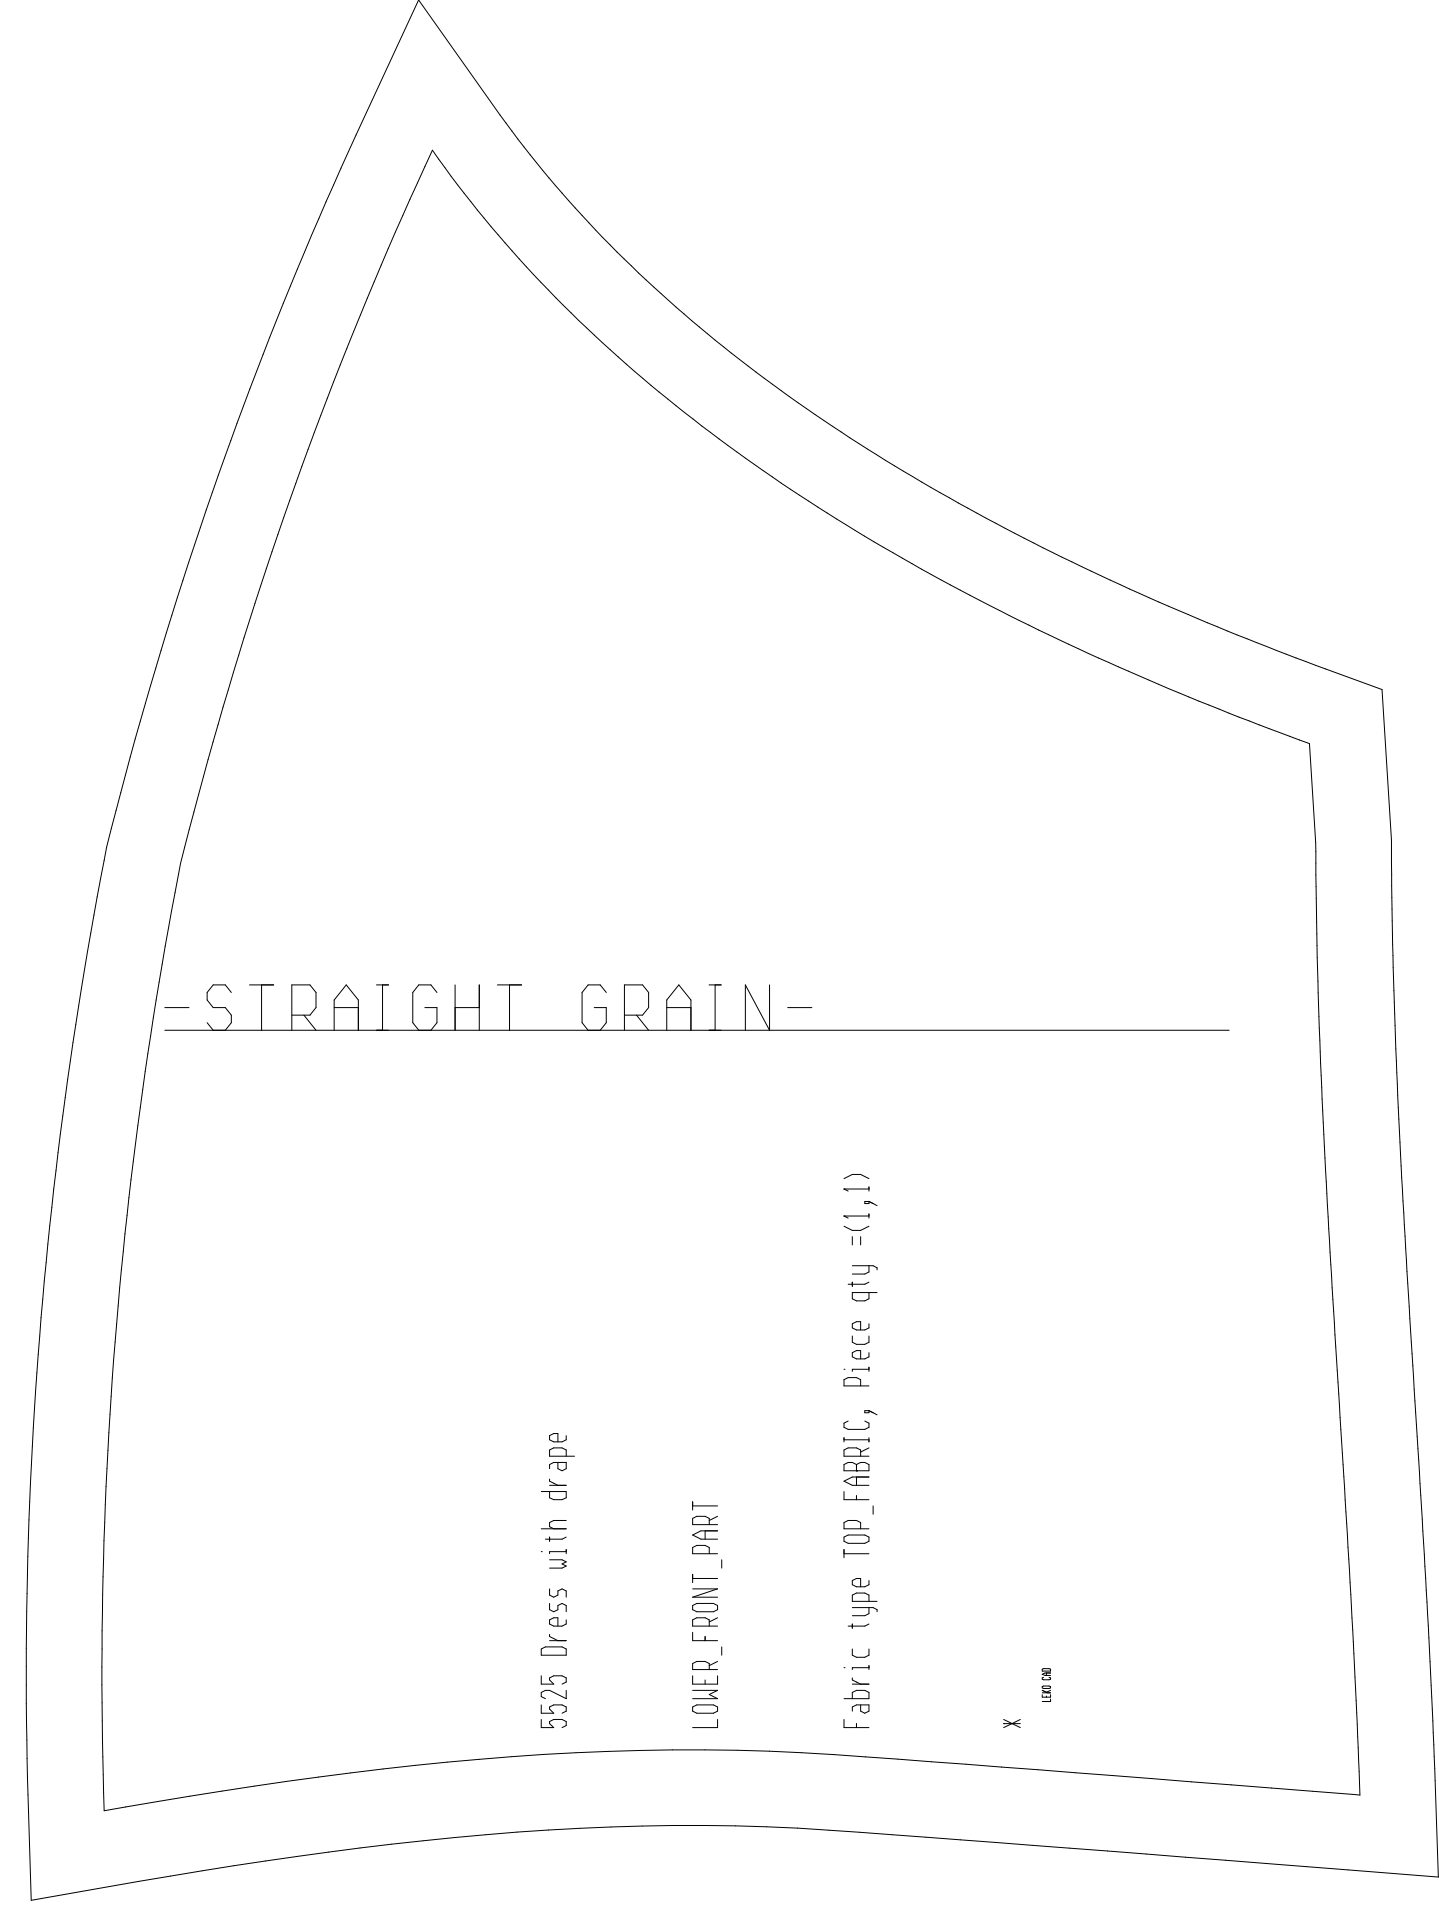 -STRAIGHT GRAIN-
5525 Dress with drape
LOWER_FRONT_PART
Fabric type TOP_FABRIC, Piece qty =(1,1)
*
LEKO CAD